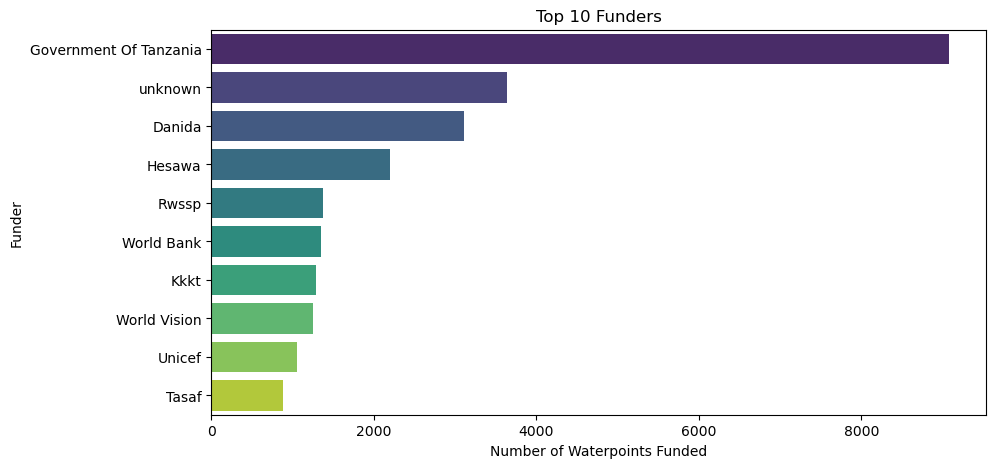 Top 10 Funders
Funder
Government Of Tanzania
unknown
Danida
Hesawa
Rwssp
World Bank
Kkkt
World Vision
Unicef
Tasaf
0 2000 4000 6000 8000
Number of Waterpoints Funded